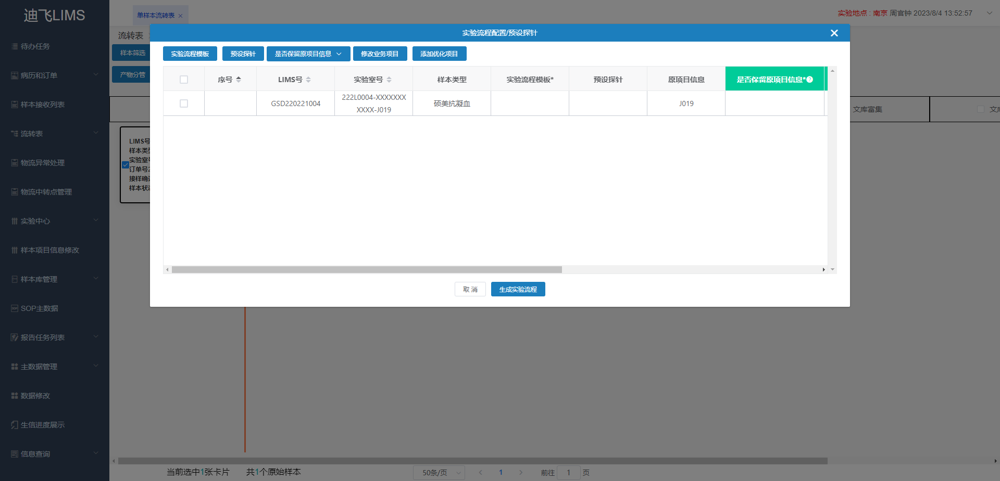 迪飞LIMS
待办任务
病历和订单
样本接收列表
流转表
物流异常处理
物流中转点管理
实验中心
样本项目信息修改
样本库管理
SOP主数据
报告任务列表
主数据管理
数据修改
生信进度展示
信息查询
单样本流转表
实验地点 : 南京 周官钟 2023/8/4 13:52:57
流转表
样本筛选
产物分管
实验流程配置/预设探针
实验流程模板 预设探针 是否保留原项目信息 修改业务项目 添加优化项目
序号 LIMS号 实验室号 样本类型 实验流程模板* 预设探针 原项目信息 是否保留原项目信息*
GSD220221004 222L0004-XXXXXXX 硕美抗凝血 J019
XXXX-J019
取 消 生成实验流程
文库富集
LIMS号
样本类
实验室
订单号2
接样确
样本状
当前选中1张卡片 共1个原始样本 50条/页 1 前往 1 页